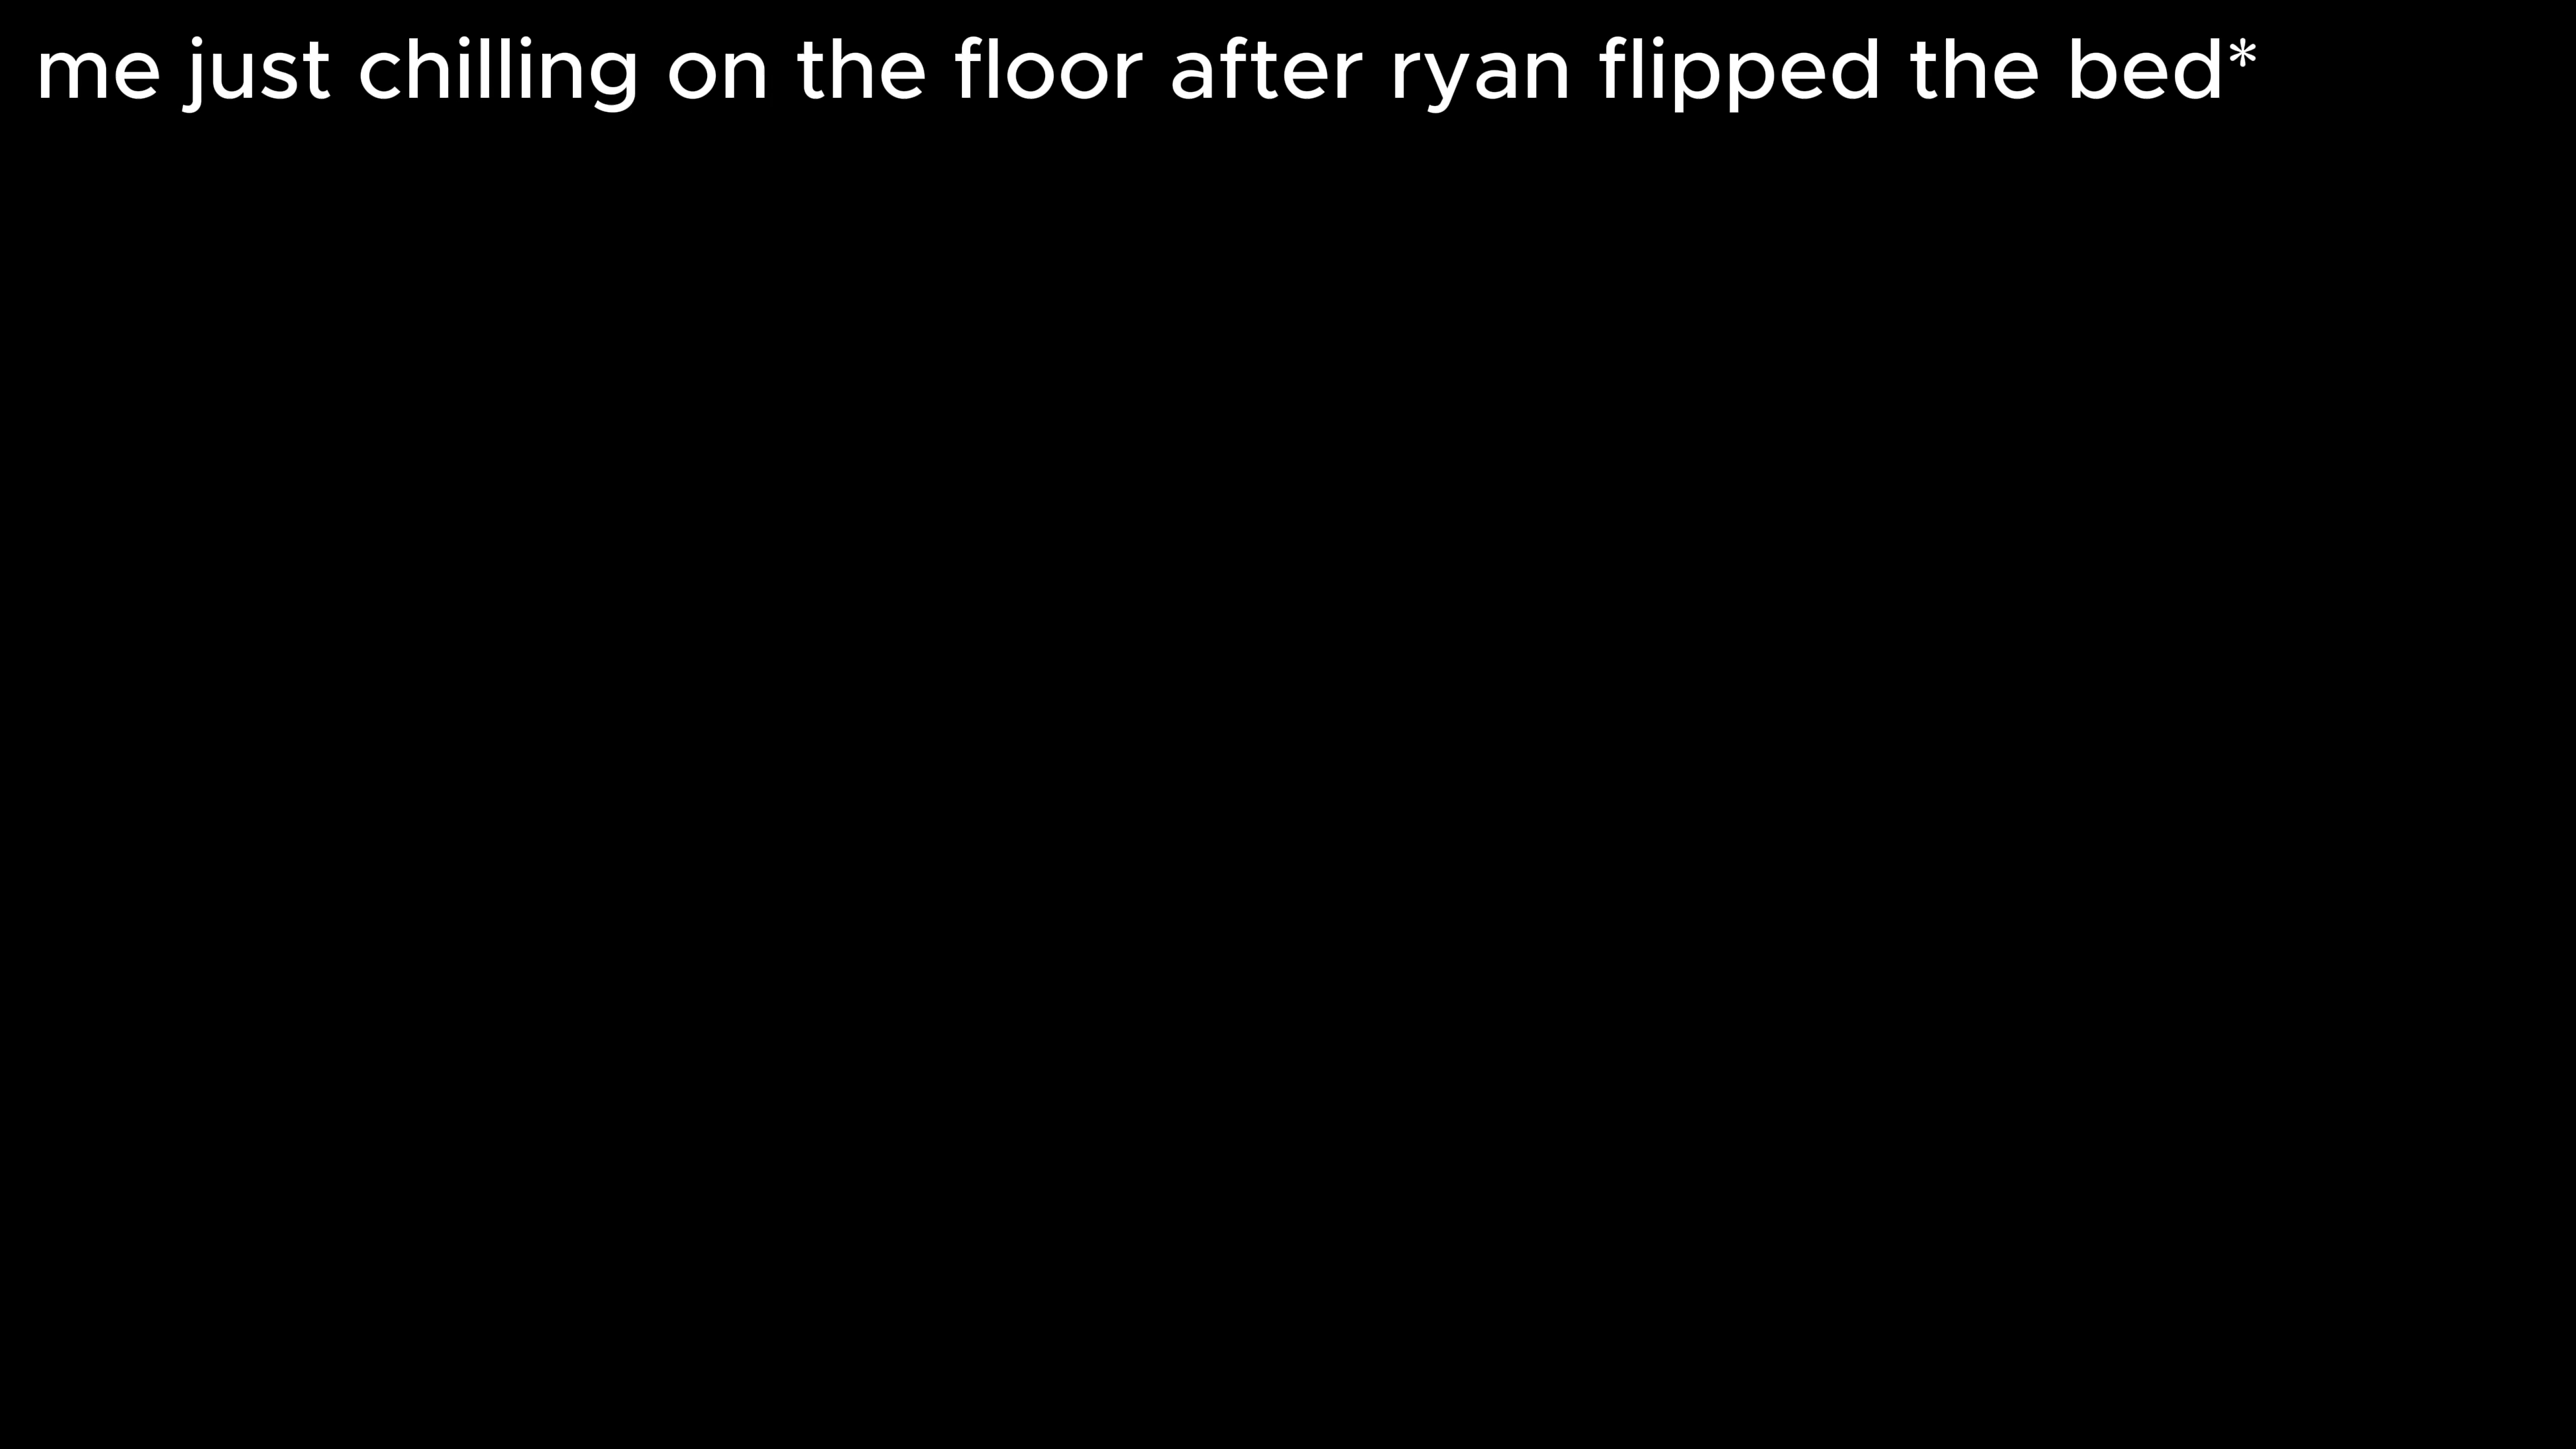 me just chilling on the floor after ryan flipped the bed*